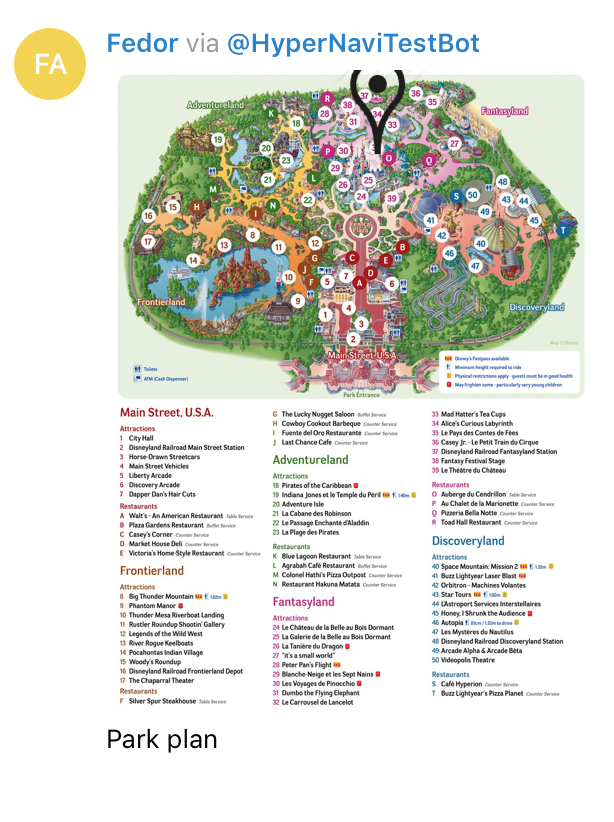 FA
Fedor via @HyperNaviTestBot
Adventureland
Fantasyland
Frontierland
Discoveryland
Central Plaza
Main Street, U.S.A.
Park Entrance
Map © Disney
Toilets
ATM (Cash Dispenser)
Disney's Fastpass available
Minimum height required to ride
Physical restrictions apply - guests must be in good health
May frighten some - particularly very young children
Main Street, U.S.A.
Attractions
1 City Hall
2 Disneyland Railroad Main Street Station
3 Horse-Drawn Streetcars
4 Main Street Vehicles
5 Liberty Arcade
6 Discovery Arcade
7 Dapper Dan's Hair Cuts
Restaurants
A Walt's - An American Restaurant Table Service
B Plaza Gardens Restaurant Buffet Service
C Casey's Corner Counter Service
D Market House Deli Counter Service
E Victoria's Home-Style Restaurant Counter Service
Frontierland
Attractions
8 Big Thunder Mountain 1.02m
9 Phantom Manor
10 Thunder Mesa Riverboat Landing
11 Rustler Roundup Shootin' Gallery
12 Legends of the Wild West
13 River Rogue Keelboats
14 Pocahontas Indian Village
15 Woody's Roundup
16 Disneyland Railroad Frontierland Depot
17 The Chaparral Theater
Restaurants
F Silver Spur Steakhouse Table Service
G The Lucky Nugget Saloon Buffet Service
H Cowboy Cookout Barbeque Counter Service
I Fuente del Oro Restaurante Counter Service
J Last Chance Cafe Counter Service
Adventureland
Attractions
18 Pirates of the Caribbean
19 Indiana Jones et le Temple du Péril 1.40m
20 Adventure Isle
21 La Cabane des Robinson
22 Le Passage Enchanté d'Aladdin
23 La Plage des Pirates
Restaurants
K Blue Lagoon Restaurant Table Service
L Agrabah Café Restaurant Buffet Service
M Colonel Hathi's Pizza Outpost Counter Service
N Restaurant Hakuna Matata Counter Service
Fantasyland
Attractions
24 Le Château de la Belle au Bois Dormant
25 La Galerie de la Belle au Bois Dormant
26 La Tanière du Dragon
27 "it's a small world"
28 Peter Pan's Flight
29 Blanche-Neige et les Sept Nains
30 Les Voyages de Pinocchio
31 Dumbo the Flying Elephant
32 Le Carrousel de Lancelot
33 Mad Hatter's Tea Cups
34 Alice's Curious Labyrinth
35 Le Pays des Contes de Fées
36 Casey Jr. - Le Petit Train du Cirque
37 Disneyland Railroad Fantasyland Station
38 Fantasy Festival Stage
39 Le Théâtre du Château
Restaurants
O Auberge du Cendrillon Table Service
P Au Chalet de la Marionette Counter Service
Q Pizzeria Bella Notte Counter Service
R Toad Hall Restaurant Counter Service
Discoveryland
Attractions
40 Space Mountain: Mission 2 1.32m
41 Buzz Lightyear Laser Blast
42 Orbitron - Machines Volantes
43 Star Tours 1.02m
44 L'Astroport Services Interstellaires
45 Honey, I Shrunk the Audience
46 Autopia 81cm / 1.32m to drive
47 Les Mystères du Nautilus
48 Disneyland Railroad Discoveryland Station
49 Arcade Alpha & Arcade Bêta
50 Videopolis Theatre
Restaurants
S Café Hyperion Counter Service
T Buzz Lightyear's Pizza Planet Counter Service
Park plan